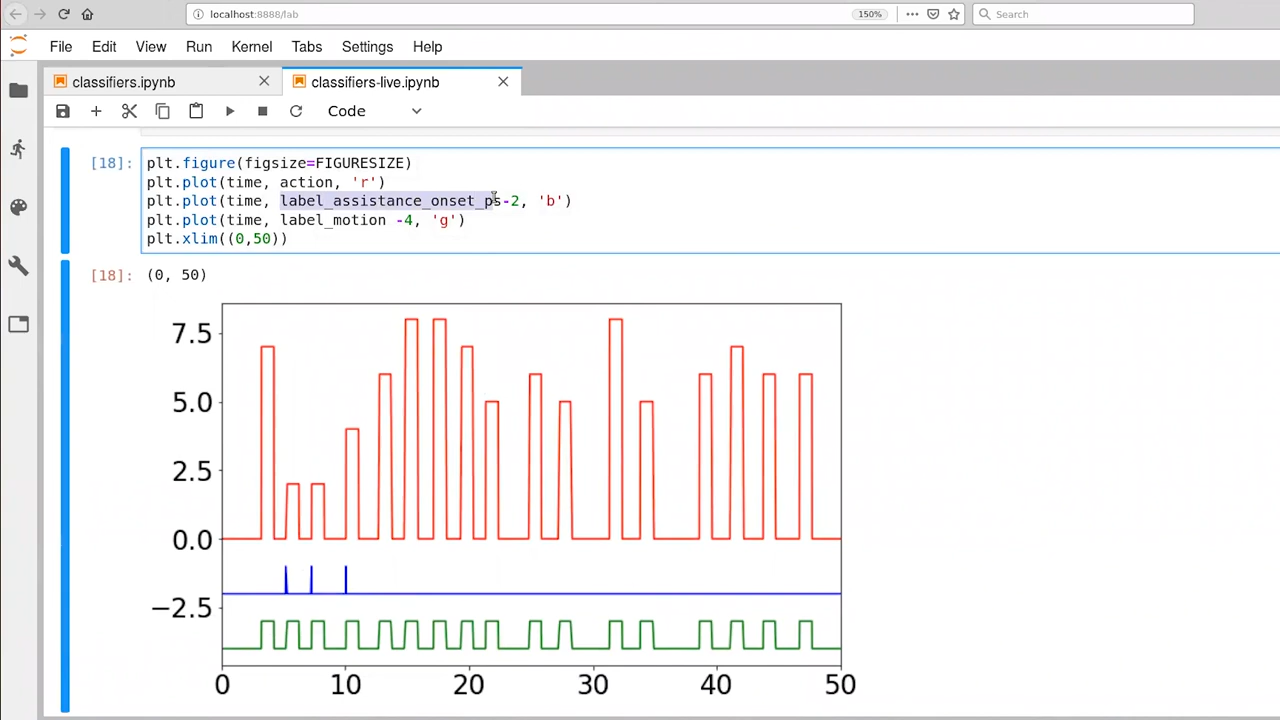 localhost:8888/lab
150%
Search
File Edit View Run Kernel Tabs Settings Help
classifiers.ipynb
classifiers-live.ipynb
Code
[18]:
plt.figure(figsize=FIGURESIZE)
plt.plot(time, action, 'r')
plt.plot(time, label_assistance_onset_ps-2, 'b')
plt.plot(time, label_motion -4, 'g')
plt.xlim((0,50))
[18]: (0, 50)
7.5
5.0
2.5
0.0
−2.5
0 10 20 30 40 50